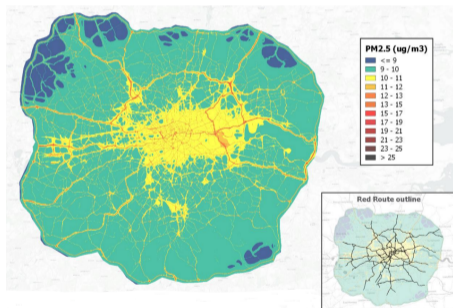 PM2.5 (ug/m3)
<= 9
9 - 10
10 - 11
11 - 12
12 - 13
13 - 15
15 - 17
17 - 19
19 - 21
21 - 23
23 - 25
> 25
Red Route outline